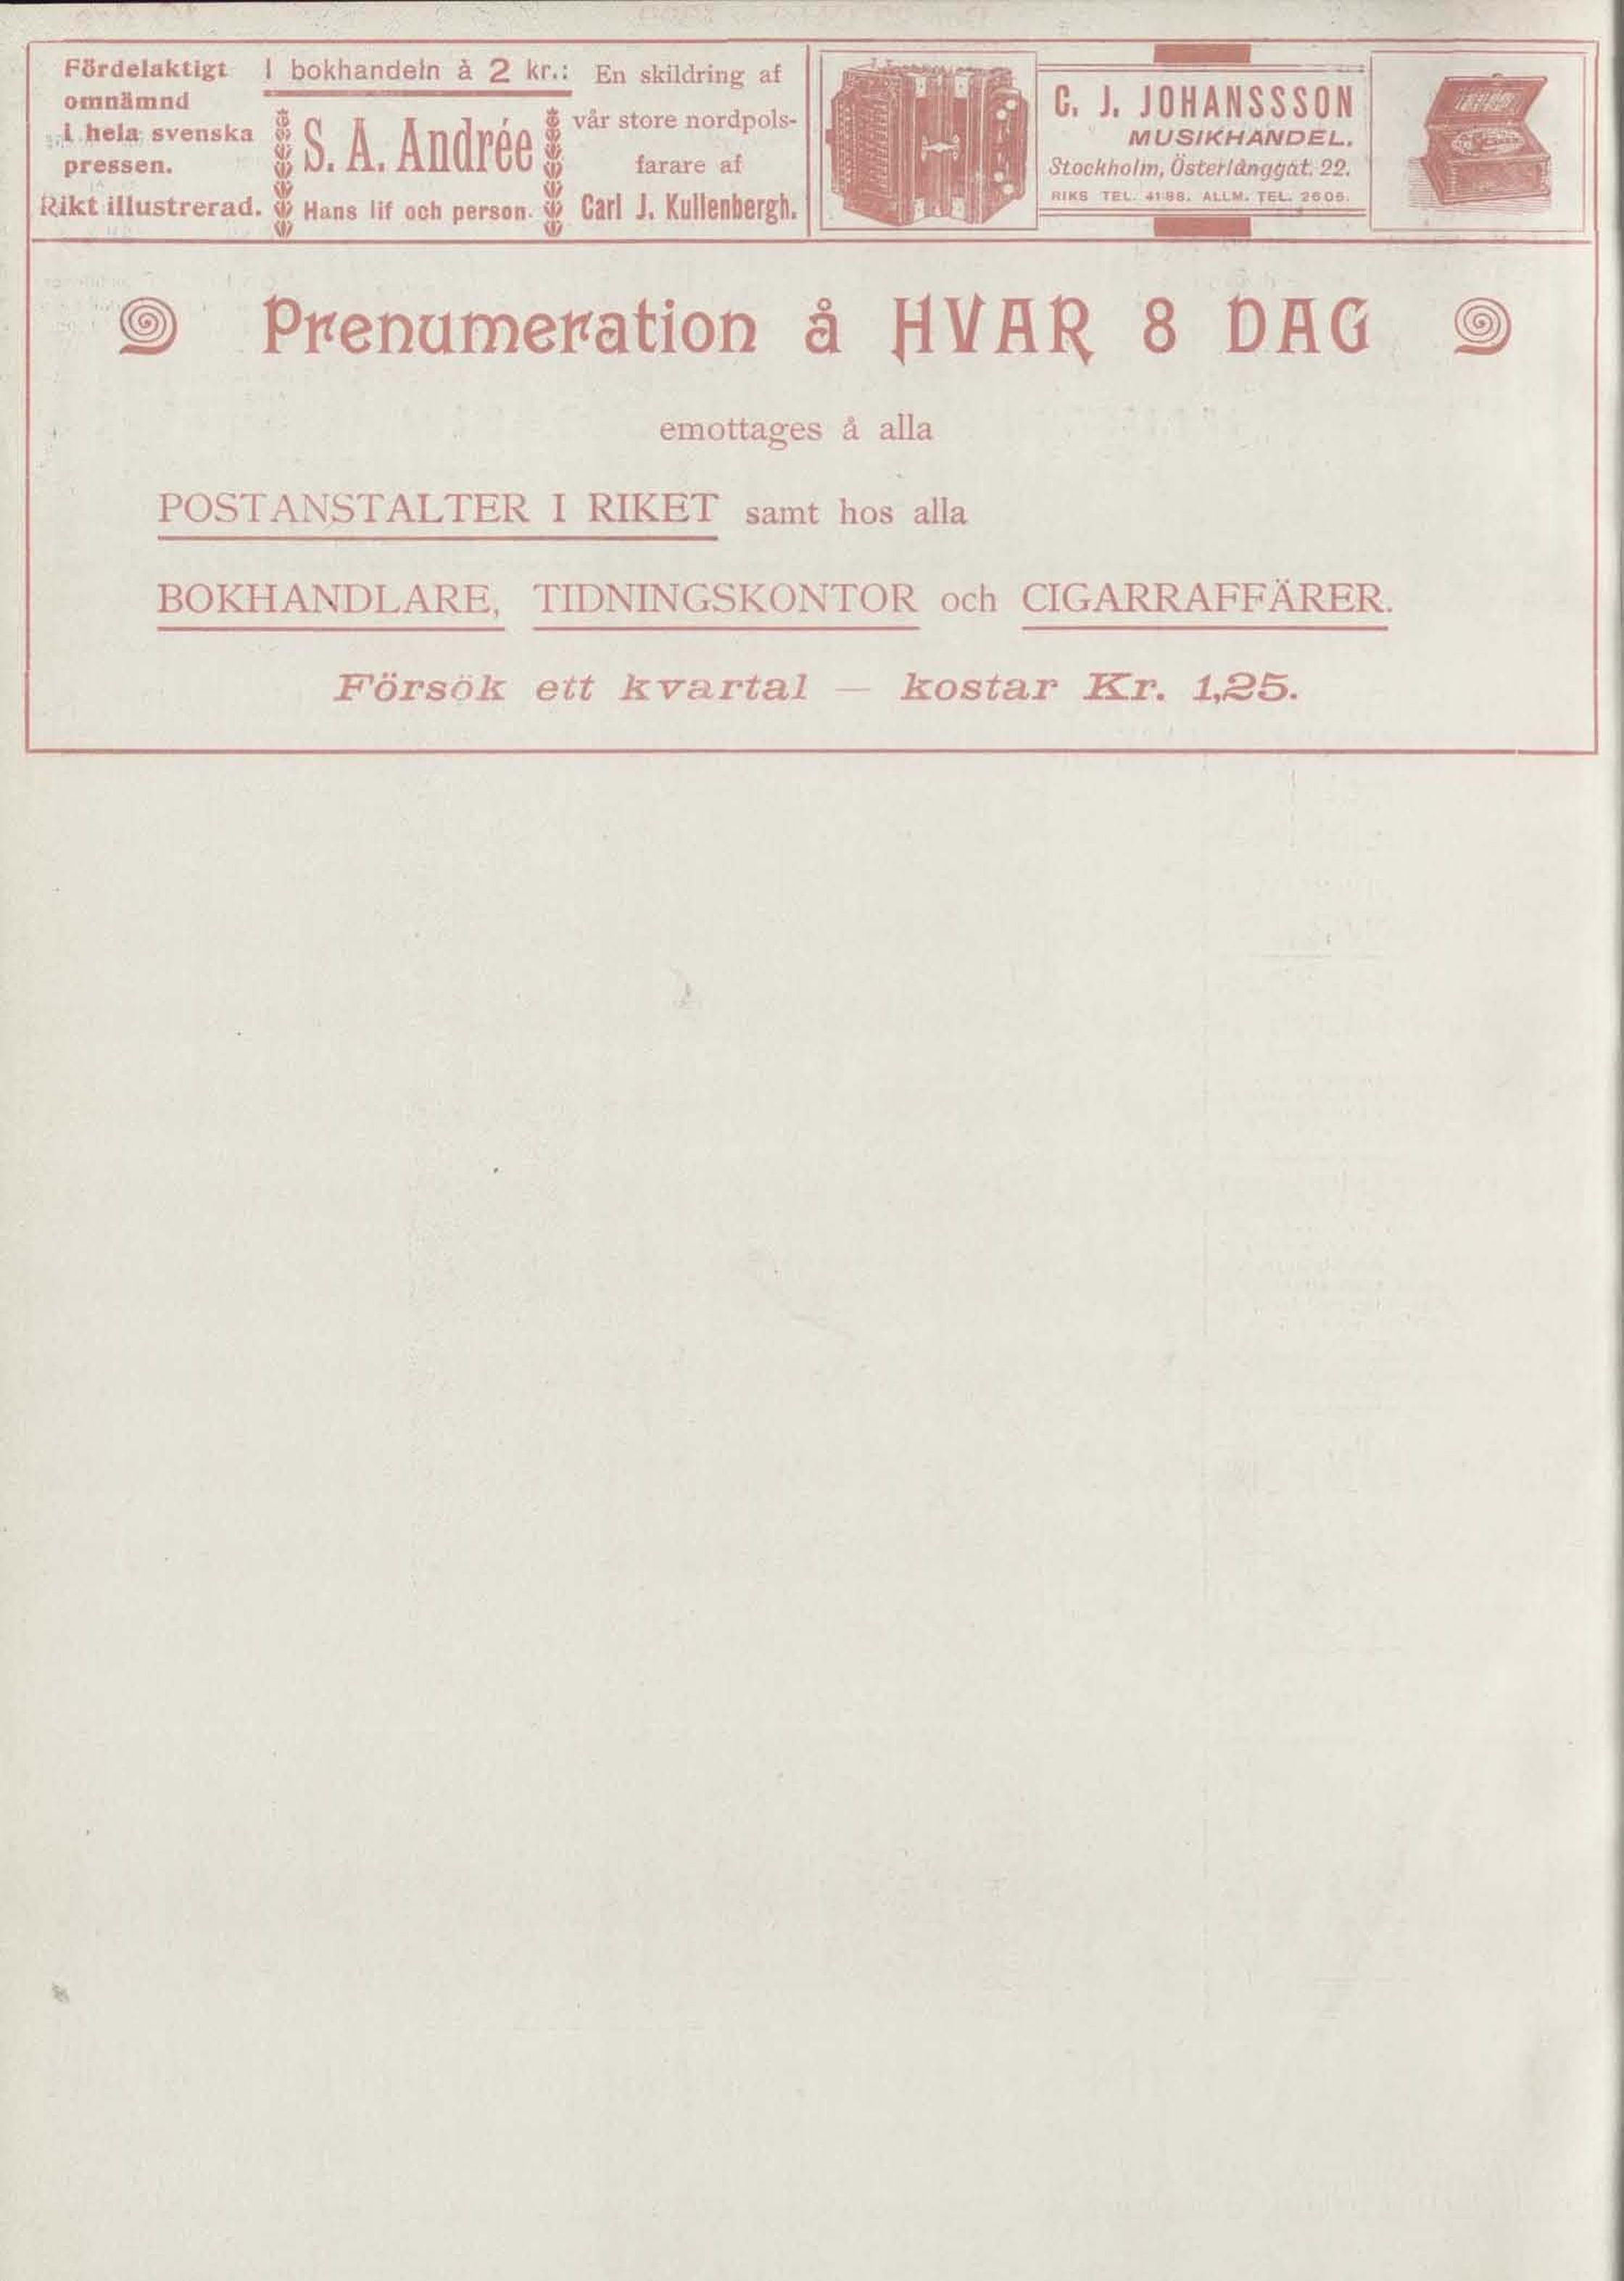 Fördelaktigt
omnämnd
i hela svenska
pressen.
Rikt illustrerad.
I bokhandeln à 2 kr.:
S. A. Andrée
Hans lif och person.
En skildring af
vår store nordpols-
farare af
Carl J. Kullenbergh.
C. J. JOHANSSSON
MUSIKHANDEL.
Stockholm, Österlånggat. 22.
RIKS TEL. 41 88. ALLM. TEL. 2605.
Prenumeration å HVAR 8 DAG
emottages å alla
POSTANSTALTER I RIKET samt hos alla
BOKHANDLARE, TIDNINGSKONTOR och CIGARRAFFÄRER.
Försök ett kvartal — kostar Kr. 1,25.